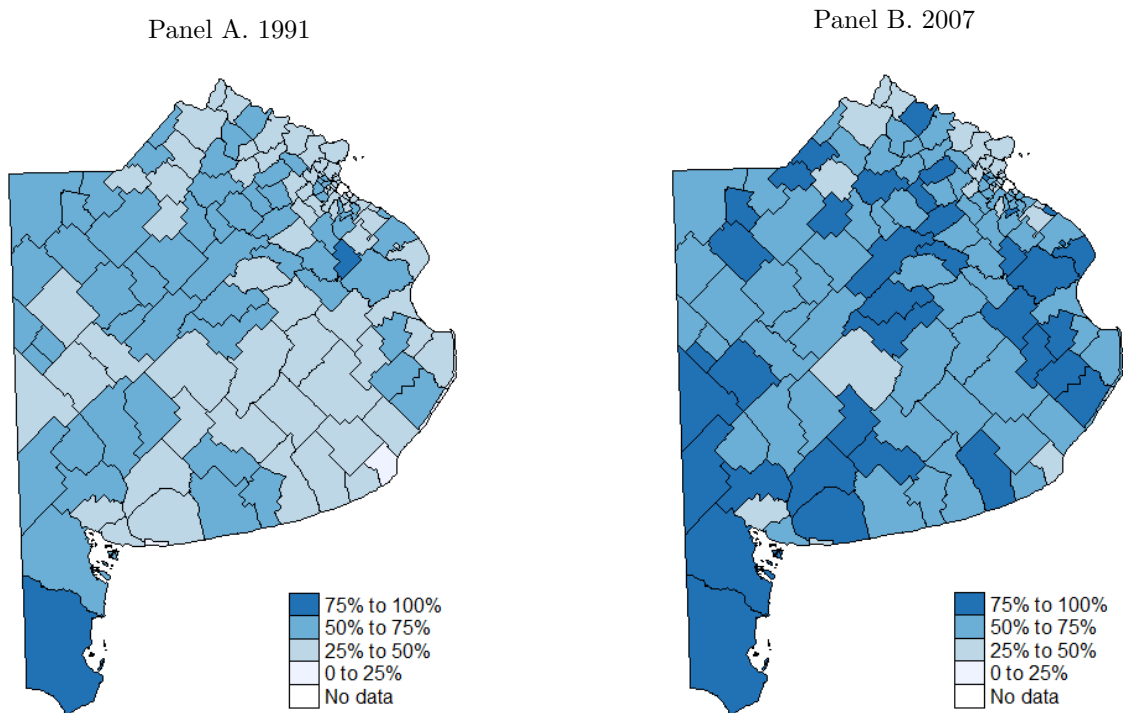 Panel A. 1991
75% to 100%
50% to 75%
25% to 50%
0 to 25%
No data
Panel B. 2007
75% to 100%
50% to 75%
25% to 50%
0 to 25%
No data